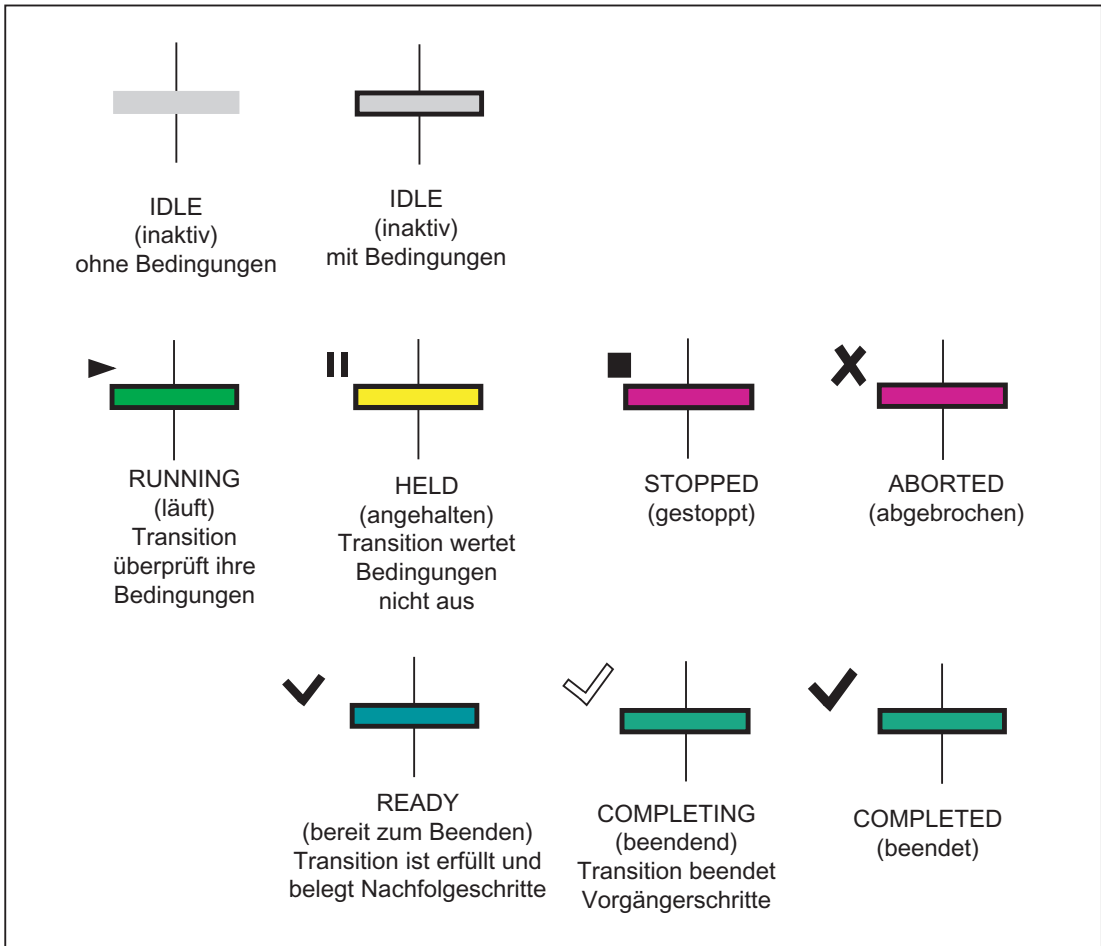 IDLE
(inaktiv)
ohne Bedingungen
IDLE
(inaktiv)
mit Bedingungen
RUNNING
(läuft)
Transition
überprüft ihre
Bedingungen
HELD
(angehalten)
Transition wertet
Bedingungen
nicht aus
STOPPED
(gestoppt)
ABORTED
(abgebrochen)
READY
(bereit zum Beenden)
Transition ist erfüllt und
belegt Nachfolgeschritte
COMPLETING
(beendend)
Transition beendet
Vorgängerschritte
COMPLETED
(beendet)